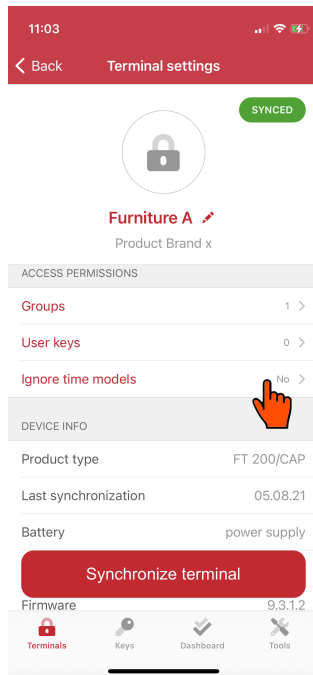 11:03
Back Terminal settings
SYNCED
Furniture A
Product Brand x
ACCESS PERMISSIONS
Groups 1
User keys 0
Ignore time models No
DEVICE INFO
Product type FT 200/CAP
Last synchronization 05.08.21
Battery power supply
Synchronize terminal
Firmware 9.3.1.2
Terminals Keys Dashboard Tools